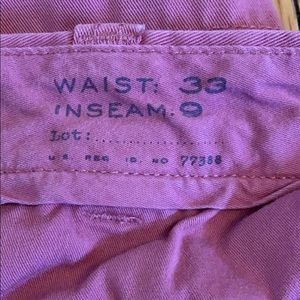 WAIST: 33
INSEAM: 9
Lot:....................
U.S. REG ID. NO 77388